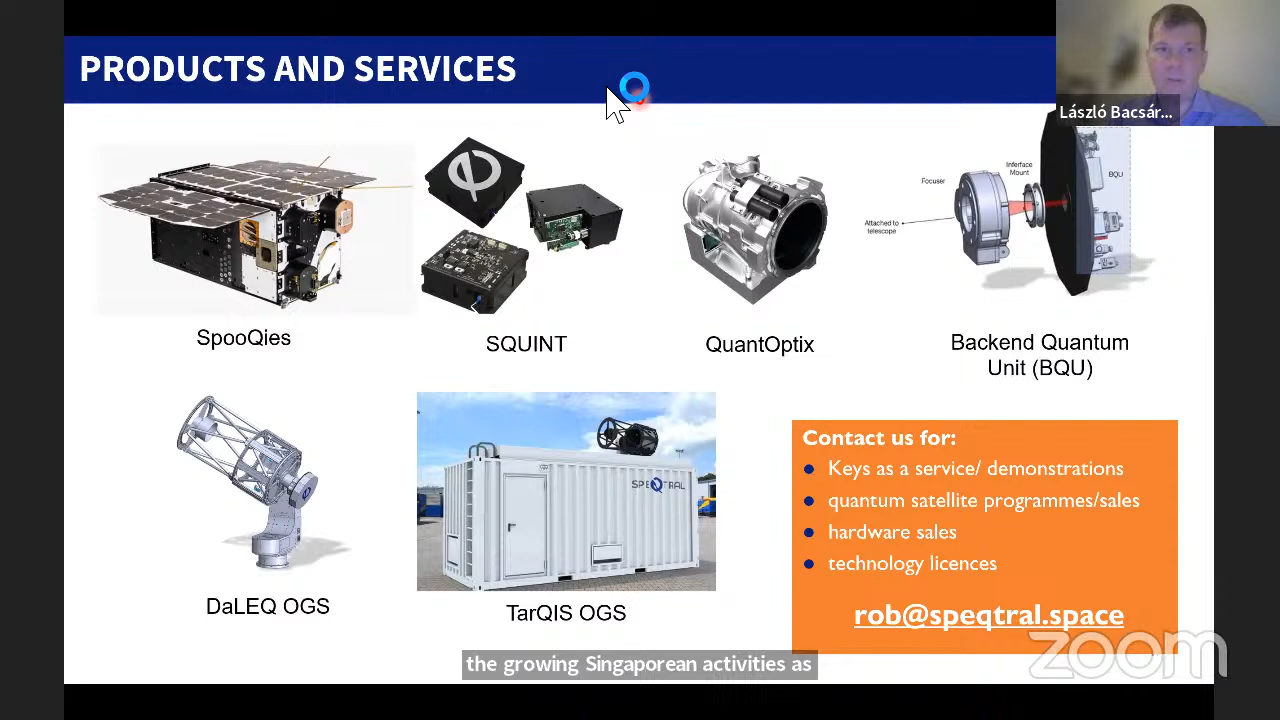 PRODUCTS AND SERVICES
László Bacsár...
Focuser
Interface
Mount
BQU
Attached to
telescope
SpooQies
SQUINT
QuantOptix
Backend Quantum
Unit (BQU)
SPEQTRAL
DaLEQ OGS
TarQIS OGS
Contact us for:
Keys as a service/ demonstrations
quantum satellite programmes/sales
hardware sales
technology licences
rob@speqtral.space
the growing Singaporean activities as
zoom